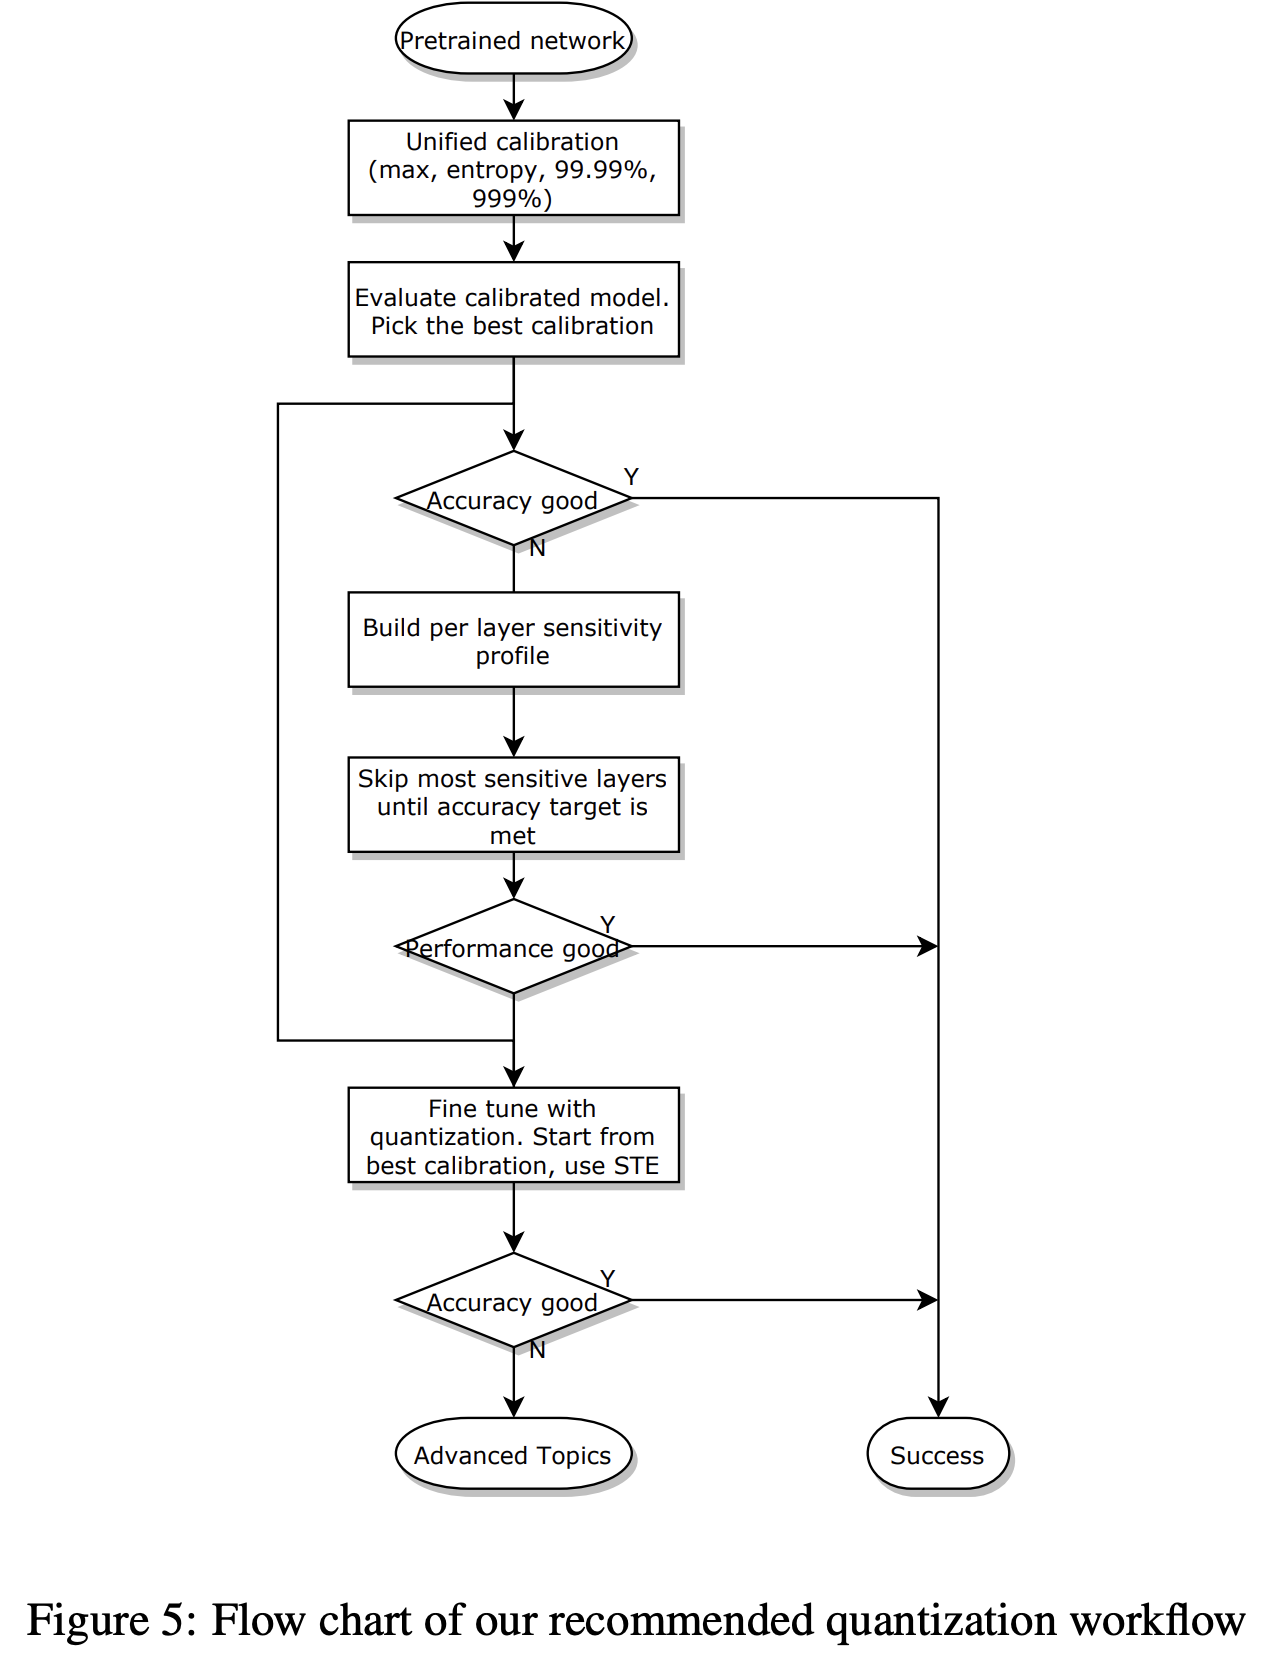 Pretrained network
Unified calibration
(max, entropy, 99.99%,
999%)
Evaluate calibrated model.
Pick the best calibration
Y
Accuracy good
N
Build per layer sensitivity
profile
Skip most sensitive layers
until accuracy target is
met
Y
Performance good
Fine tune with
quantization. Start from
best calibration, use STE
Y
Accuracy good
N
Advanced Topics
Success
Figure 5: Flow chart of our recommended quantization workflow